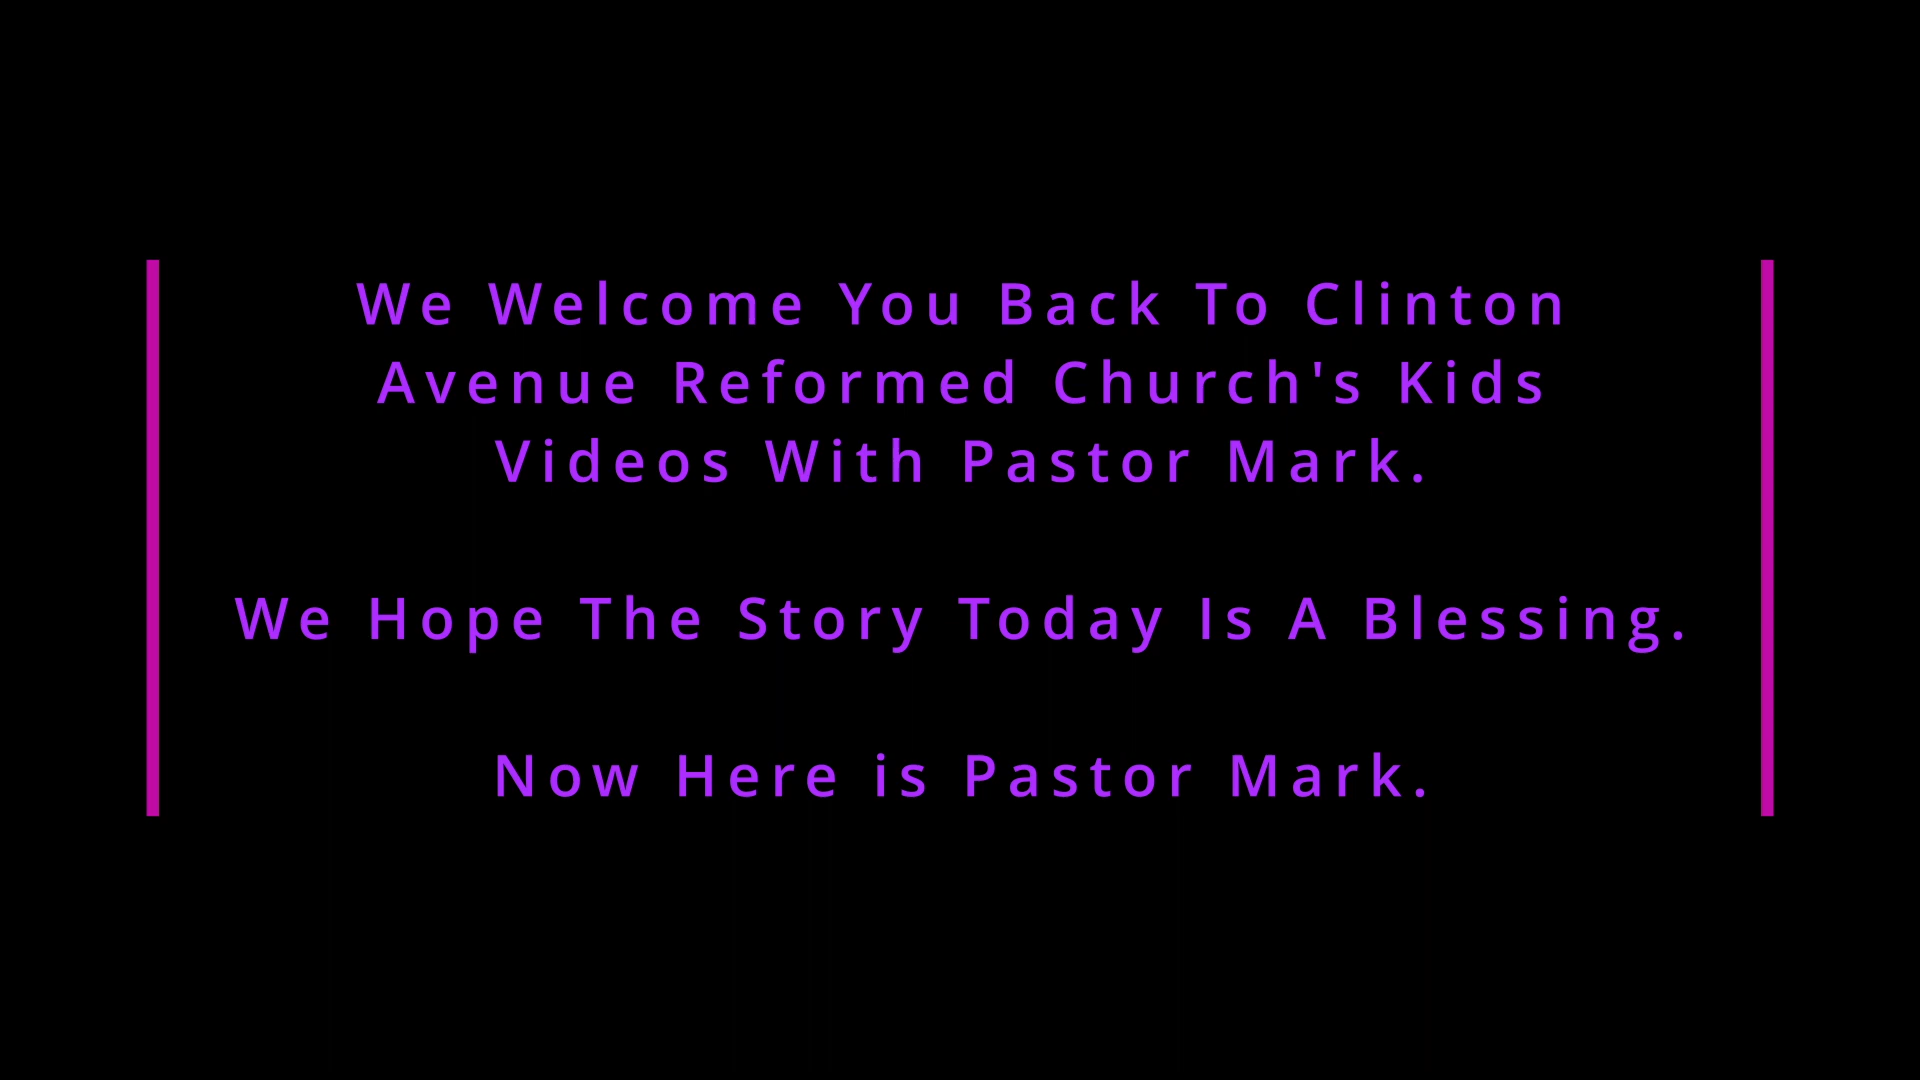 We Welcome You Back To Clinton
Avenue Reformed Church's Kids
Videos With Pastor Mark.
We Hope The Story Today Is A Blessing.
Now Here is Pastor Mark.